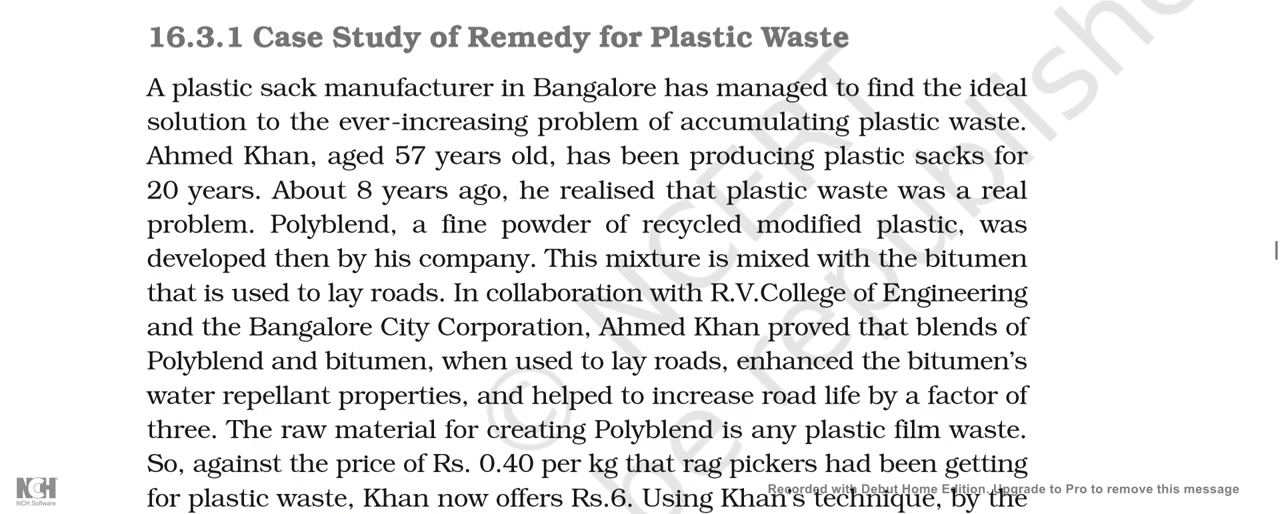 16.3.1 Case Study of Remedy for Plastic Waste
A plastic sack manufacturer in Bangalore has managed to find the ideal
solution to the ever-increasing problem of accumulating plastic waste.
Ahmed Khan, aged 57 years old, has been producing plastic sacks for
20 years. About 8 years ago, he realised that plastic waste was a real
problem. Polyblend, a fine powder of recycled modified plastic, was
developed then by his company. This mixture is mixed with the bitumen
that is used to lay roads. In collaboration with R.V.College of Engineering
and the Bangalore City Corporation, Ahmed Khan proved that blends of
Polyblend and bitumen, when used to lay roads, enhanced the bitumen's
water repellant properties, and helped to increase road life by a factor of
three. The raw material for creating Polyblend is any plastic film waste.
So, against the price of Rs. 0.40 per kg that rag pickers had been getting
for plastic waste, Khan now offers Rs.6. Using Khan's technique, by the
Recorded with Debut Home Edition. Upgrade to Pro to remove this message
NCH
NCH Software
© NCERT
be republished